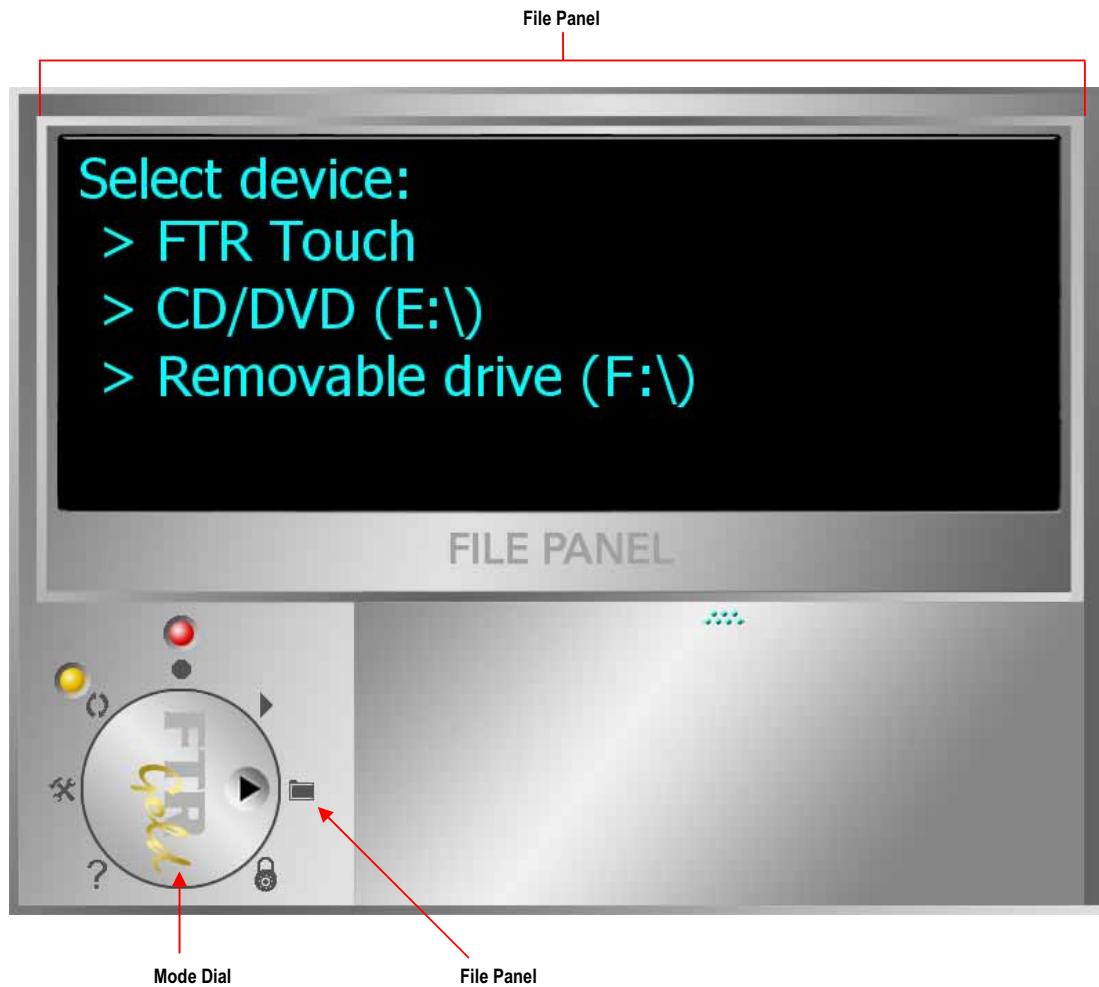 File Panel
Select device:
> FTR Touch
> CD/DVD (E:\)
> Removable drive (F:\)
FILE PANEL
FTR
Gold
?
Mode Dial
File Panel